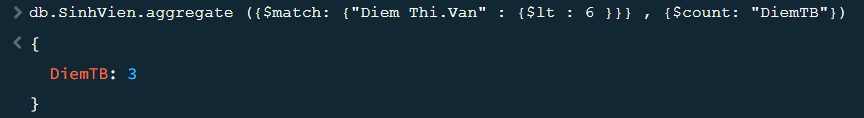 > db.SinhVien.aggregate ({$match: {"Diem Thi.Van" : {$lt : 6 }}} , {$count: "DiemTB"})
< {
DiemTB: 3
}